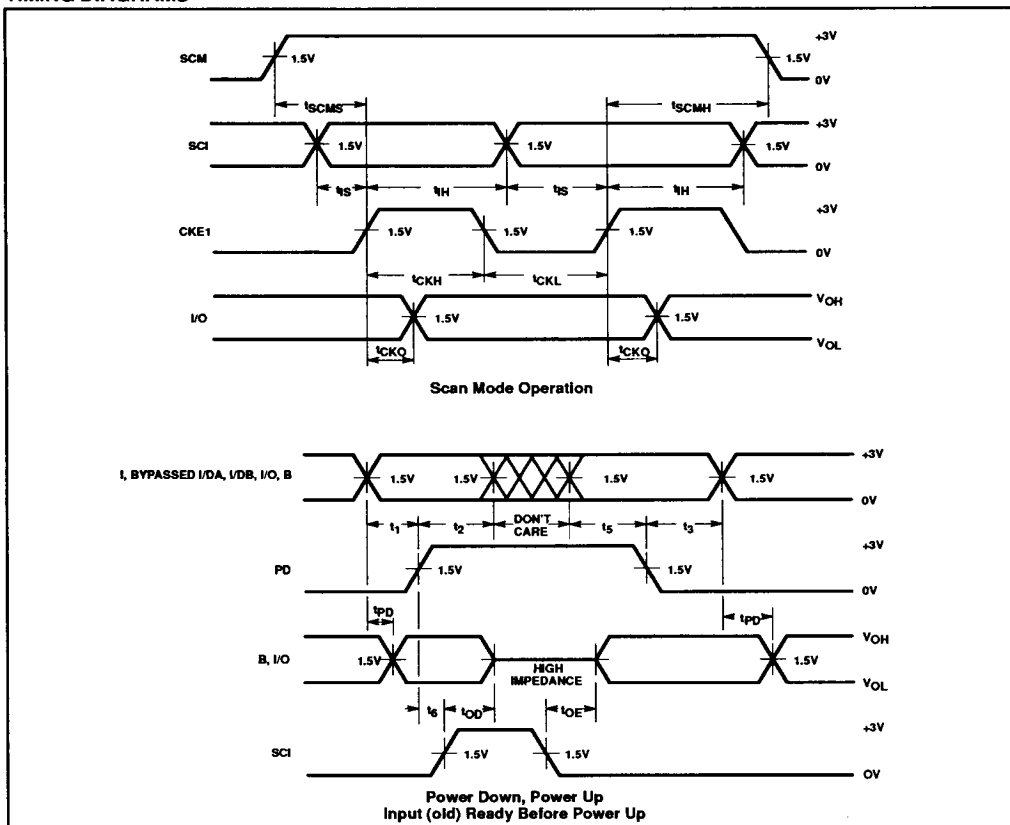 SCM 1.5V 1.5V +3V 0V
tSCMS tSCMH
SCI 1.5V 1.5V 1.5V +3V 0V
tIS tIH tIS tIH
CKE1 1.5V 1.5V 1.5V +3V 0V
tCKH tCKL
I/O 1.5V 1.5V VOH VOL
tCKO tCKO
Scan Mode Operation
I, BYPASSED I/DA, I/DB, I/O, B 1.5V 1.5V 1.5V 1.5V +3V 0V
t1 t2 DON'T CARE t5 t3
PD 1.5V 1.5V +3V 0V
tPD tPD
B, I/O 1.5V HIGH IMPEDANCE 1.5V VOH VOL
t6 tOD tOE
SCI 1.5V 1.5V +3V 0V
Power Down, Power Up
Input (old) Ready Before Power Up